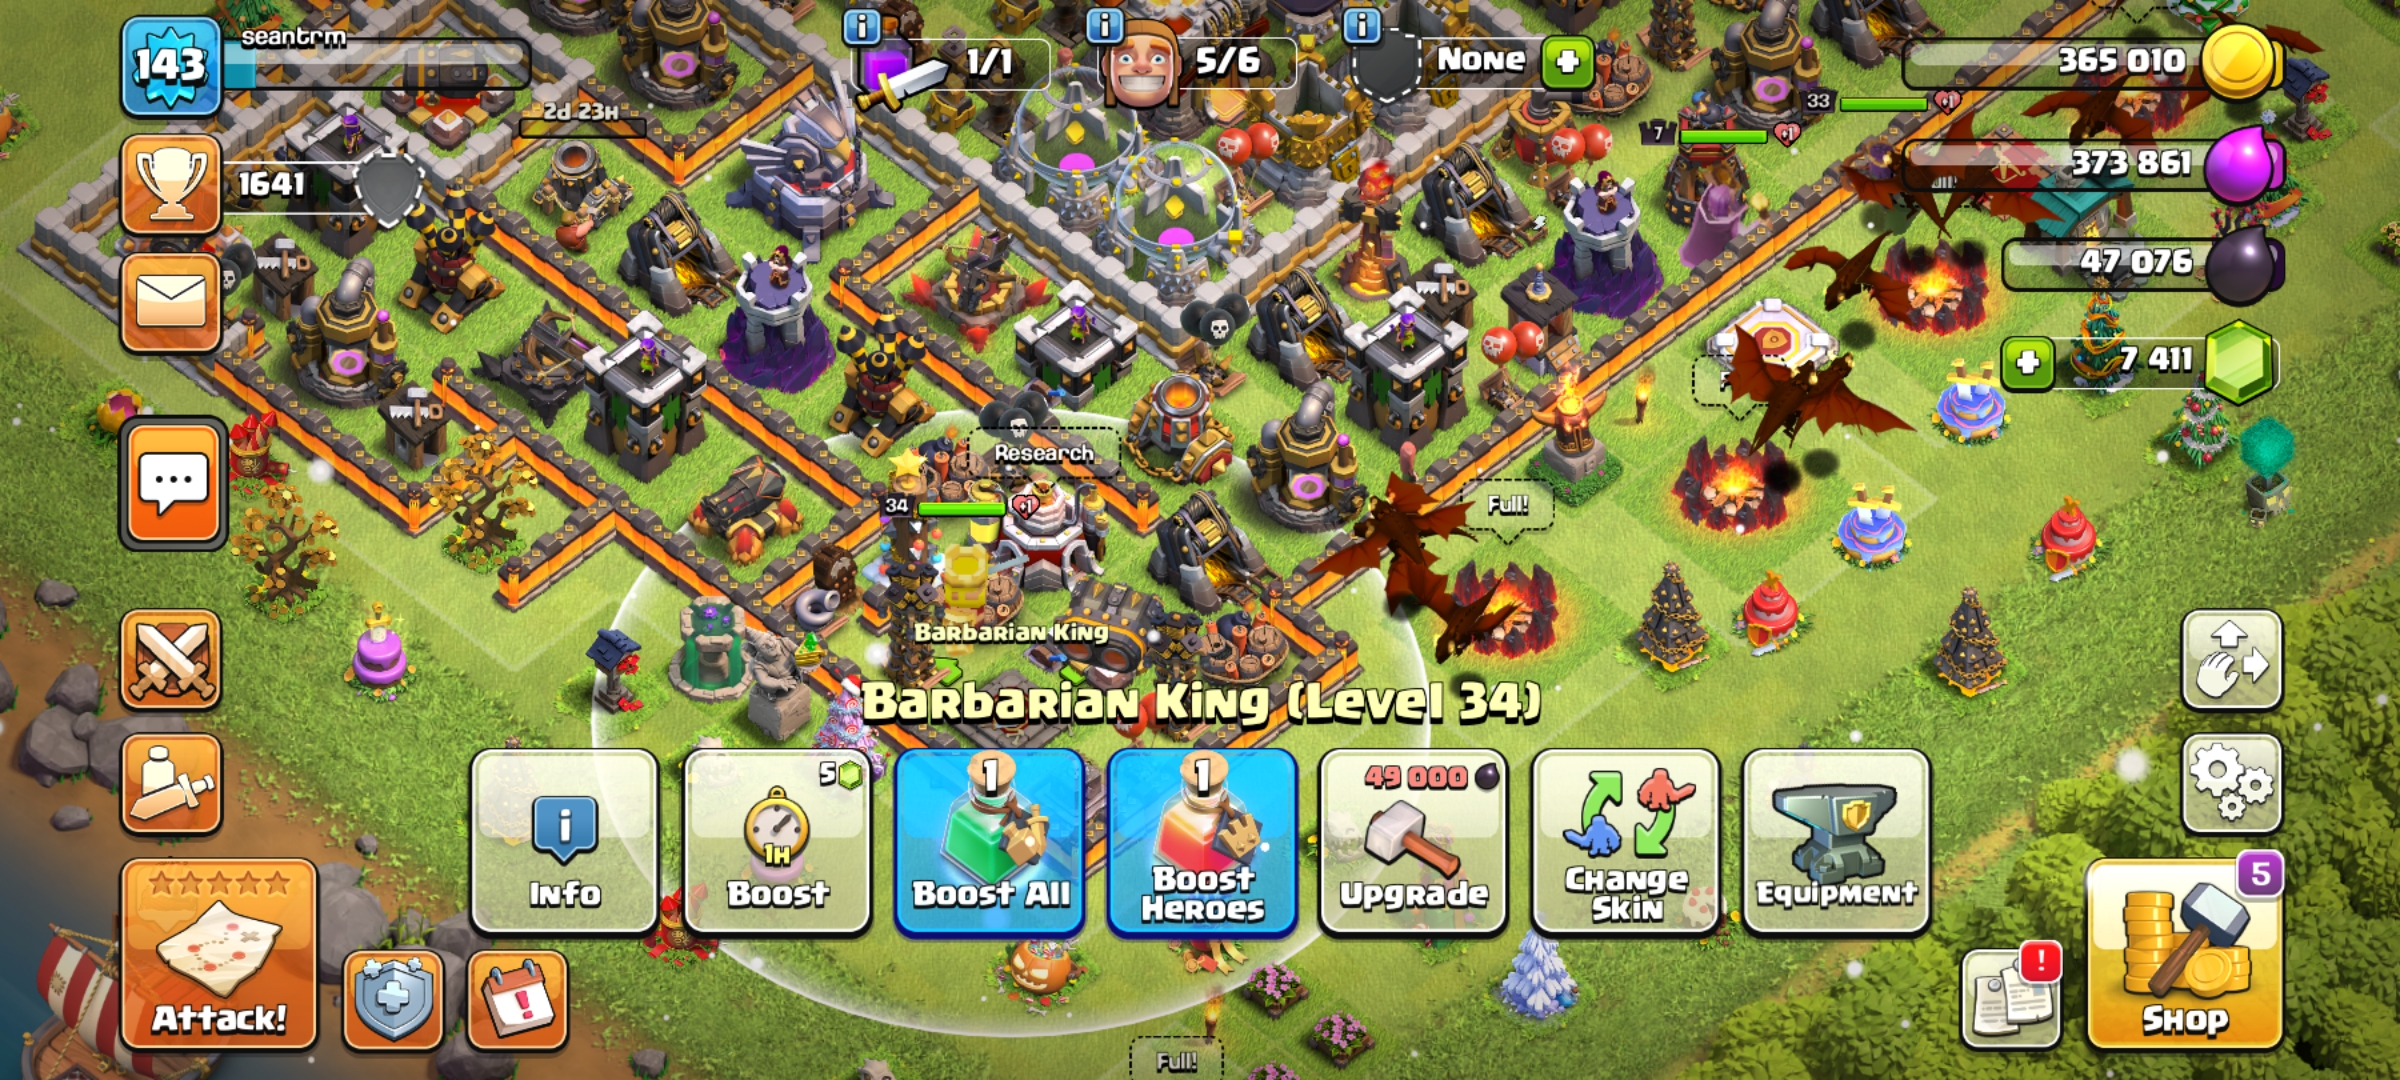 seantrm
143
1/1
5/6
None
365 010
2d 23h
33
7
1641
373 861
47 076
7 411
Research
34
Full!
Barbarian King
Barbarian King (Level 34)
Info
5
1H
Boost
1
Boost All
1
Boost
Heroes
49 000
Upgrade
Change
Skin
Equipment
Attack!
!
5
Shop
Full!